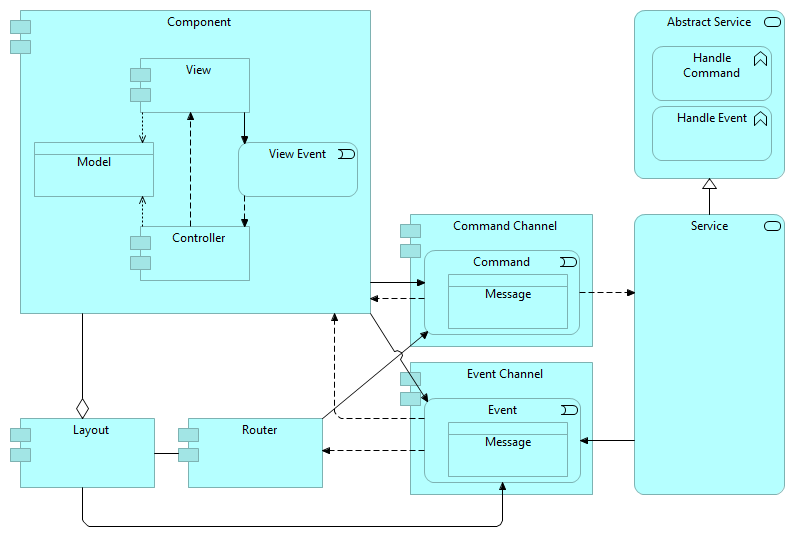 Component
View
Model
View Event
Controller
Abstract Service
Handle
Command
Handle Event
Command Channel
Command
Message
Service
Event Channel
Event
Message
Layout
Router